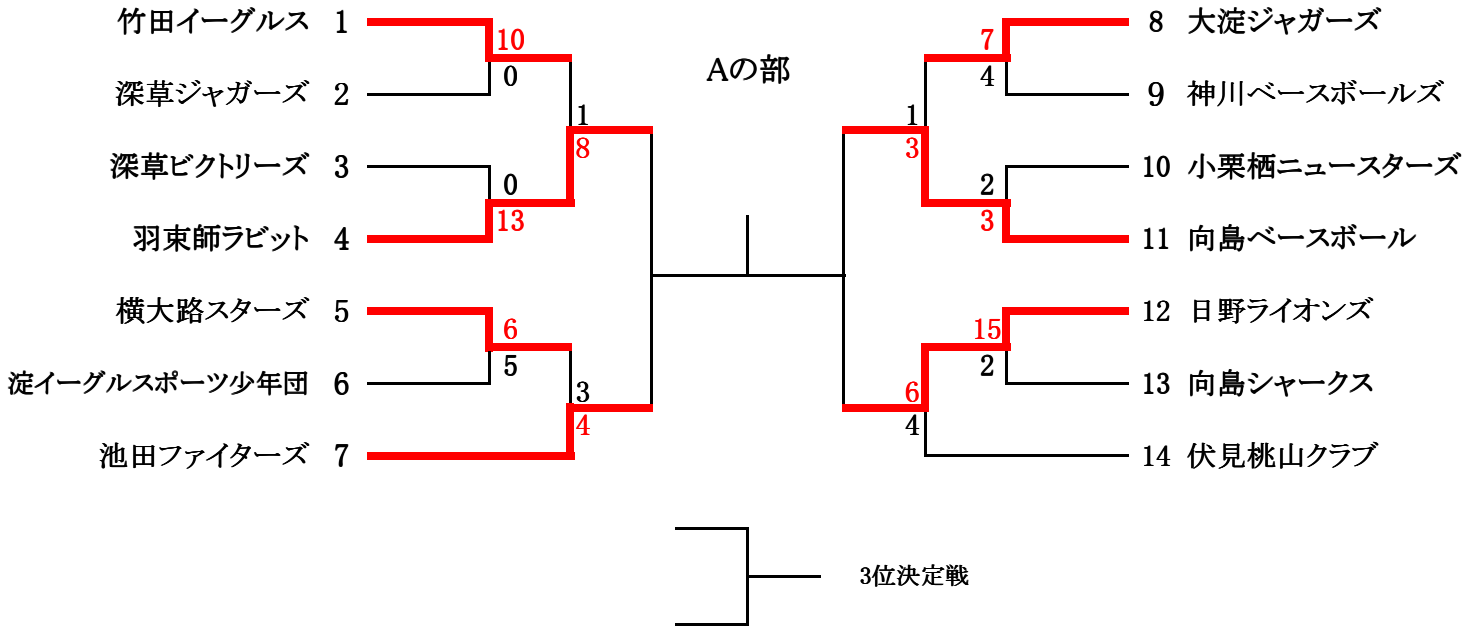 竹田イーグルス 1
10
0
深草ジャガーズ 2
1
8
深草ビクトリーズ 3
0
13
羽束師ラビット 4
横大路スターズ 5
6
5
淀イーグルスポーツ少年団 6
3
4
池田ファイターズ 7
Aの部
8 大淀ジャガーズ
7
4
9 神川ベースボールズ
1
3
10 小栗栖ニュースターズ
2
3
11 向島ベースボール
12 日野ライオンズ
15
2
13 向島シャークス
6
4
14 伏見桃山クラブ
3位決定戦